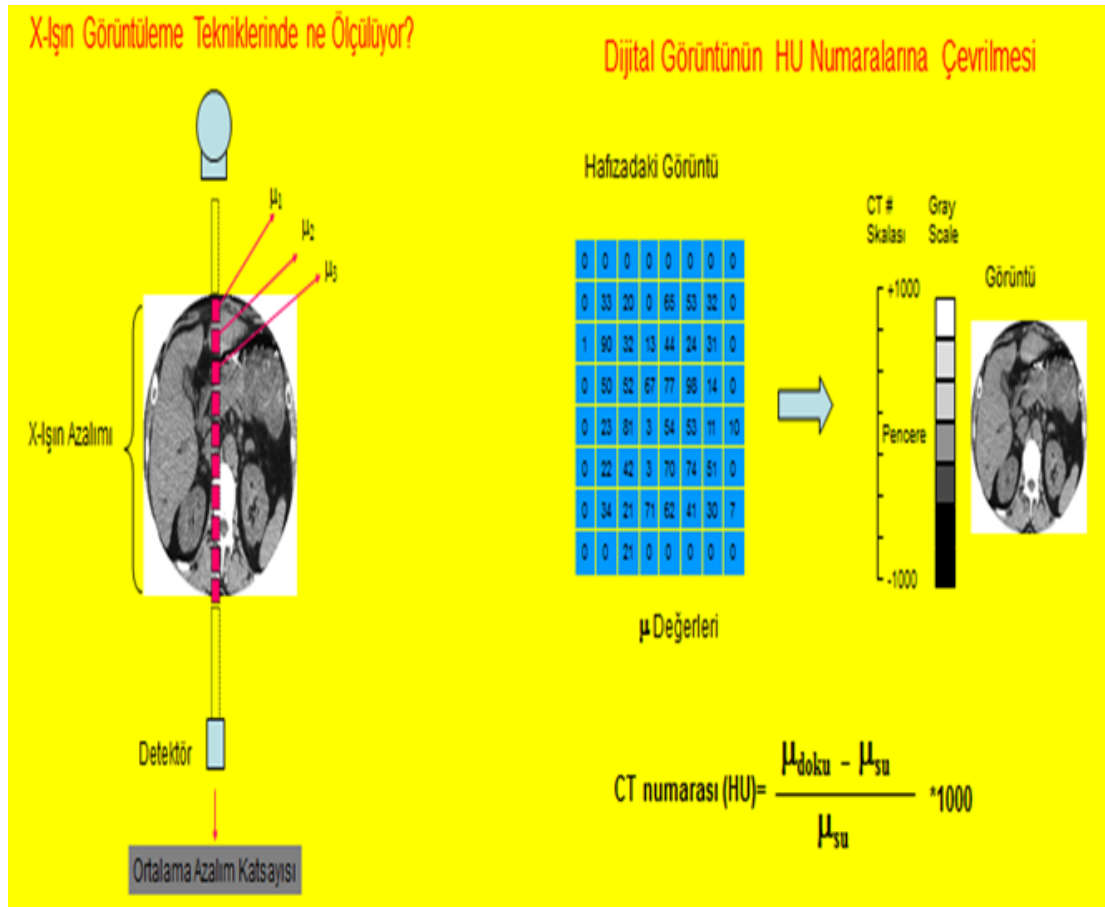 X-Işın Görüntüleme Tekniklerinde ne Ölçülüyor?
μ1
μ2
μ3
X-Işın Azalımı
Detektör
Ortalama Azalım Katsayısı
Dijital Görüntünün HU Numaralarına Çevrilmesi
Hafızadaki Görüntü
0 0 0 0 0 0 0 0
0 33 20 0 65 53 32 0
1 90 32 13 44 24 31 0
0 50 52 67 77 98 14 0
0 23 81 3 54 53 11 10
0 22 42 3 70 74 51 0
0 34 21 71 62 41 30 7
0 0 21 0 0 0 0 0
μ Değerleri
CT # Gray
Skalası Scale
+1000
Pencere
-1000
Görüntü
CT numarası (HU)= μdoku - μsu
μsu
*1000